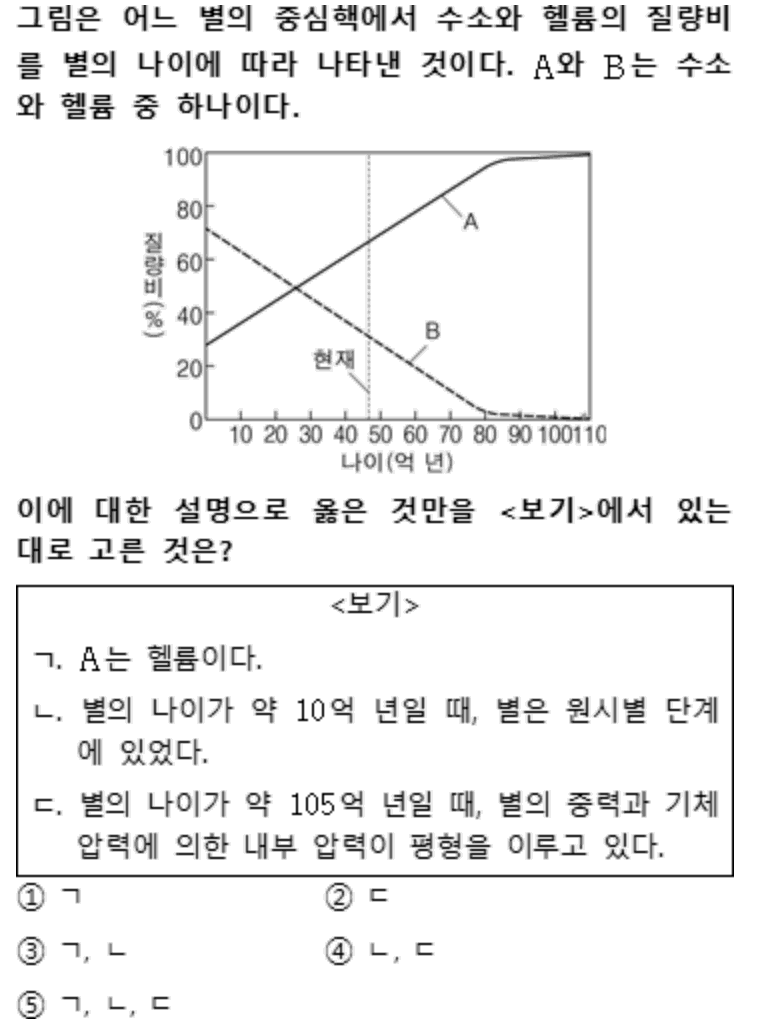 그림은 어느 별의 중심핵에서 수소와 헬륨의 질량비
를 별의 나이에 따라 나타낸 것이다. A와 B는 수소
와 헬륨 중 하나이다.
100
80
60
40
20
0
질량비(%)
A
B
현재
10 20 30 40 50 60 70 80 90 100 110
나이(억 년)
이에 대한 설명으로 옳은 것만을 <보기>에서 있는
대로 고른 것은?
<보기>
ㄱ. A는 헬륨이다.
ㄴ. 별의 나이가 약 10억 년일 때, 별은 원시별 단계
에 있었다.
ㄷ. 별의 나이가 약 105억 년일 때, 별의 중력과 기체
압력에 의한 내부 압력이 평형을 이루고 있다.
① ㄱ ② ㄷ
③ ㄱ, ㄴ ④ ㄴ, ㄷ
⑤ ㄱ, ㄴ, ㄷ